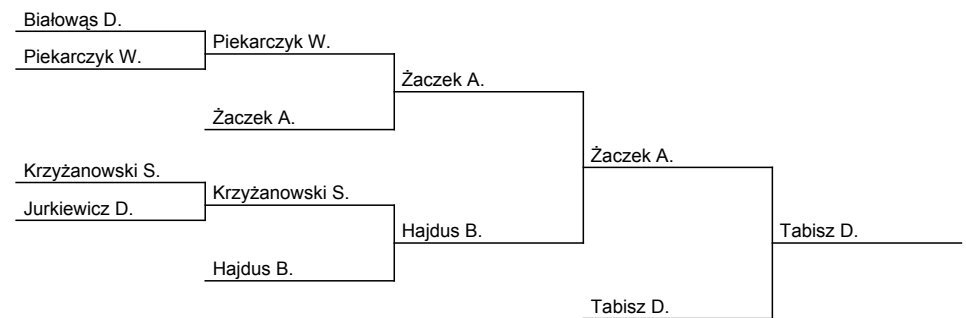 Białowąs D.
Piekarczyk W.
Piekarczyk W.
Żaczek A.
Żaczek A.
Żaczek A.
Krzyżanowski S.
Krzyżanowski S.
Jurkiewicz D.
Hajdus B.
Tabisz D.
Hajdus B.
Tabisz D.